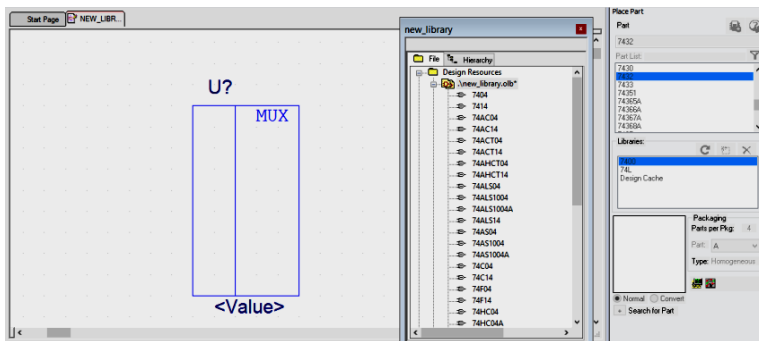 Start Page
NEW_LIBR...
U?
MUX
<Value>
new_library
File
Hierarchy
Design Resources
.\new_library.olb*
7404
7414
74AC04
74AC14
74ACT04
74ACT14
74AHCT04
74AHCT14
74ALS04
74ALS1004
74ALS1004A
74ALS14
74AS04
74AS1004
74AS1004A
74C04
74C14
74F04
74F14
74HC04
74HC04A
Place Part
Part
7432
Part List:
7430
7432
7433
74351
74365A
74366A
74367A
74368A
Libraries:
7400
74L
Design Cache
Packaging
Parts per Pkg: 4
Part: A
Type: Homogeneous
Normal
Convert
+ Search for Part